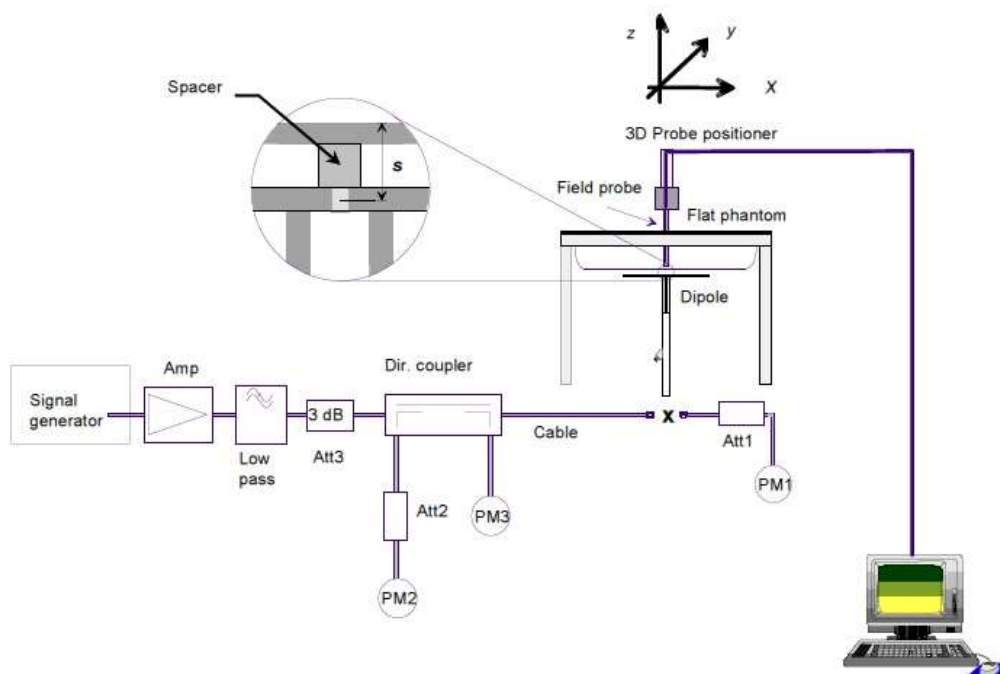 z
y
x
Spacer
s
3D Probe positioner
Field probe
Flat phantom
Dipole
Signal
generator
Amp
Low
pass
3 dB
Att3
Dir. coupler
Att2
PM2
PM3
Cable
x
Att1
PM1